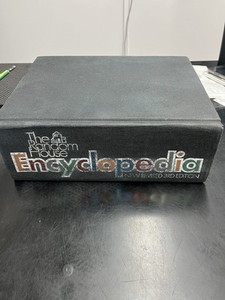 The
Random
House
Encyclopedia
NEW REVISED 3RD EDITION